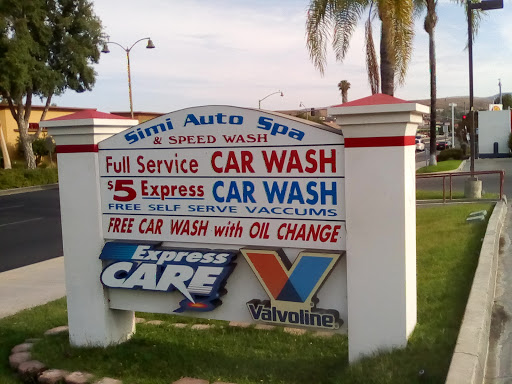 Simi Auto Spa
& SPEED WASH
Full Service CAR WASH
$5 Express CAR WASH
FREE SELF SERVE VACCUMS
FREE CAR WASH with OIL CHANGE
Express
CARE
Valvoline